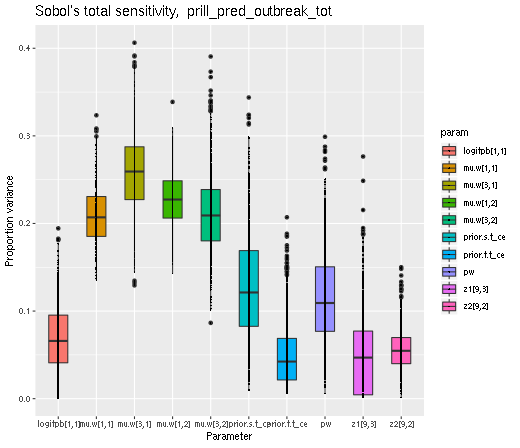 Sobol's total sensitivity,  prill_pred_outbreak_tot
Proportion variance
0.4
0.3
0.2
0.1
0.0
logitpb[1,1] mu.w[1,1] mu.w[3,1] mu.w[1,2] mu.w[3,2] prior.s.t_ce prior.f.t_ce pw z1[9,3] z2[9,2]
Parameter
param
logitpb[1,1]
mu.w[1,1]
mu.w[3,1]
mu.w[1,2]
mu.w[3,2]
prior.s.t_ce
prior.f.t_ce
pw
z1[9,3]
z2[9,2]